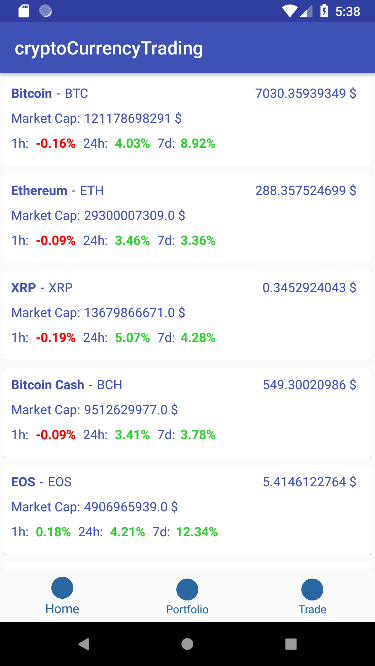 5:38
cryptoCurrencyTrading
Bitcoin - BTC 7030.35939349 $
Market Cap: 121178698291 $
1h: -0.16% 24h: 4.03% 7d: 8.92%
Ethereum - ETH 288.357524699 $
Market Cap: 29300007309.0 $
1h: -0.09% 24h: 3.46% 7d: 3.36%
XRP - XRP 0.3452924043 $
Market Cap: 13679866671.0 $
1h: -0.19% 24h: 5.07% 7d: 4.28%
Bitcoin Cash - BCH 549.30020986 $
Market Cap: 9512629977.0 $
1h: -0.09% 24h: 3.41% 7d: 3.78%
EOS - EOS 5.4146122764 $
Market Cap: 4906965939.0 $
1h: 0.18% 24h: 4.21% 7d: 12.34%
Home Portfolio Trade